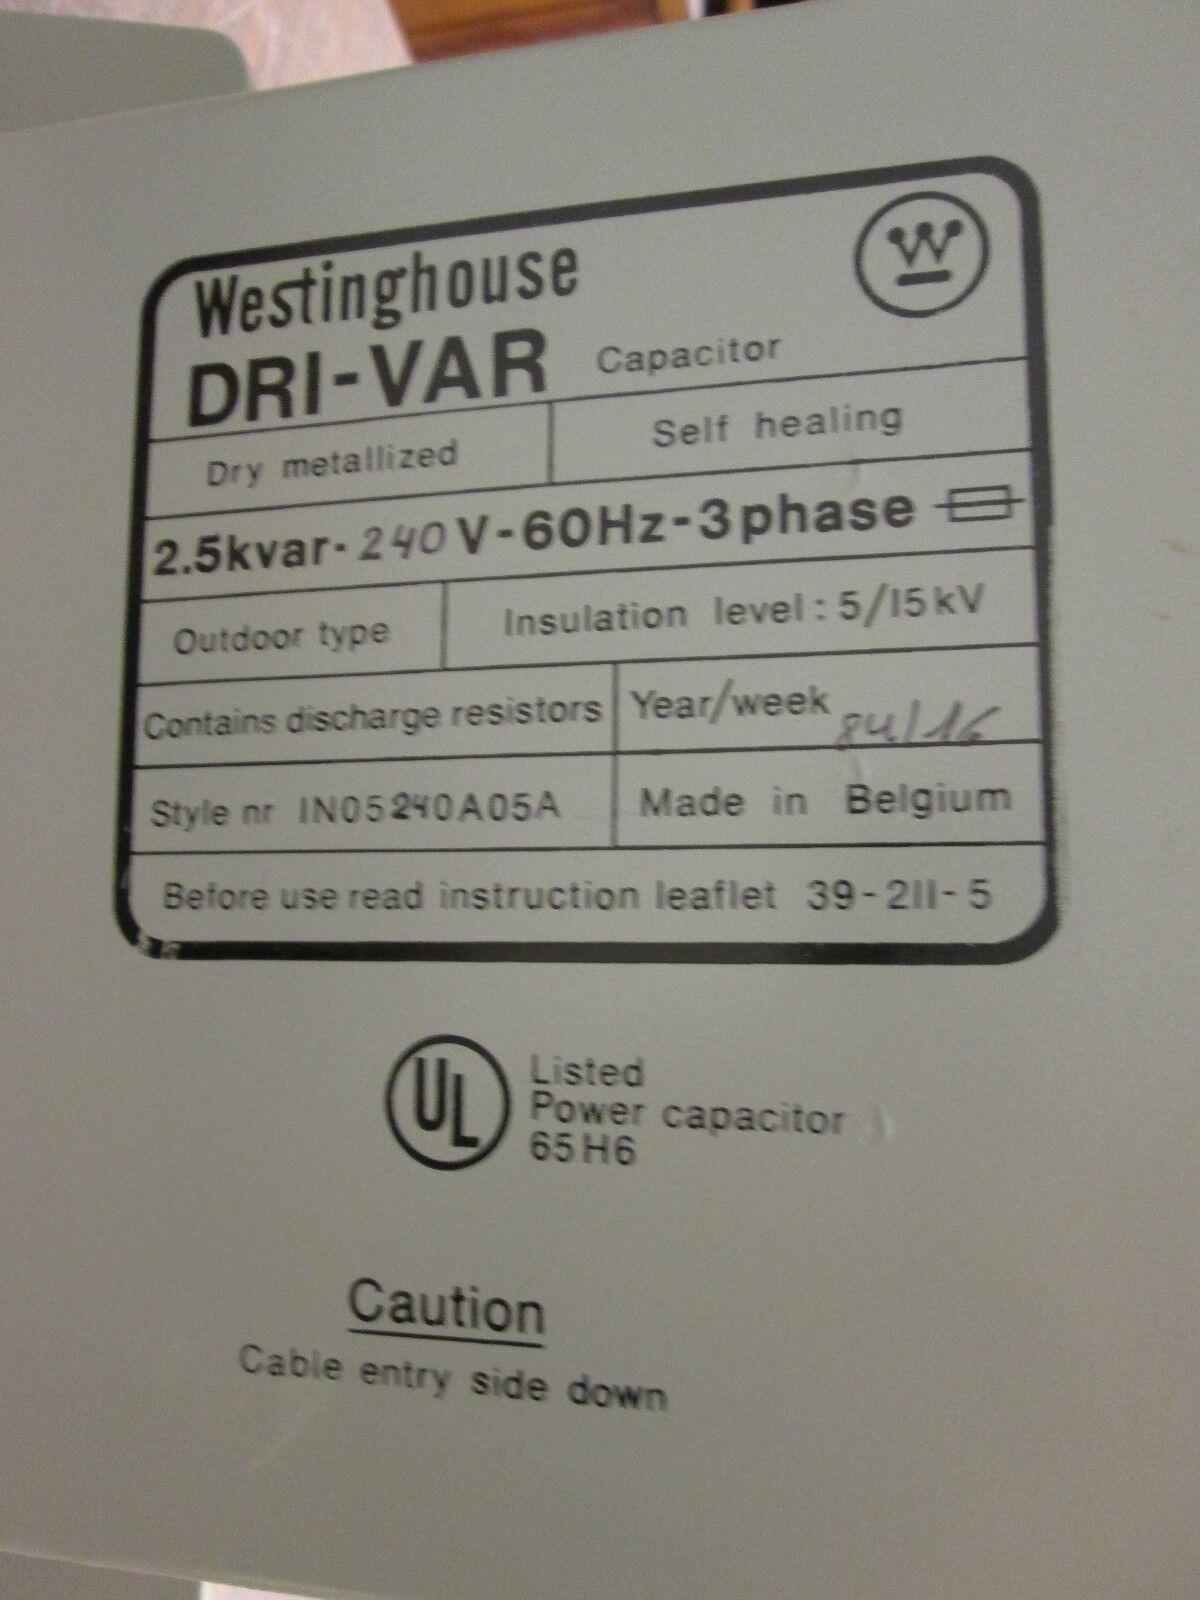 Westinghouse
W
DRI-VAR Capacitor
Dry metallized Self healing
2.5kvar- 240 V-60Hz-3phase
Outdoor type Insulation level: 5/15kV
Contains discharge resistors Year/week 84/16
Style nr IN05240A05A Made in Belgium
Before use read instruction leaflet 39-211-5
UL Listed
Power capacitor
65H6
Caution
Cable entry side down